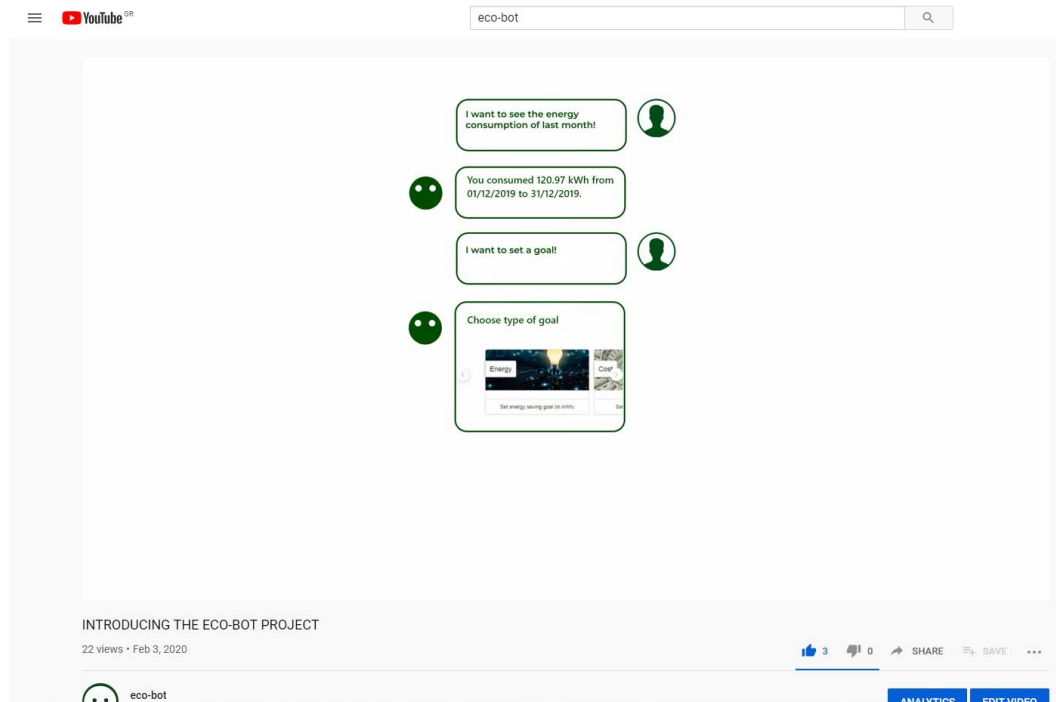 YouTube GR
eco-bot
I want to see the energy
consumption of last month!
You consumed 120.97 kWh from
01/12/2019 to 31/12/2019.
I want to set a goal!
Choose type of goal
Energy
Cost
Set energy saving goal (in kWh)
Se
INTRODUCING THE ECO-BOT PROJECT
22 views • Feb 3, 2020
3 0 SHARE SAVE
eco-bot
ANALYTICS EDIT VIDEO